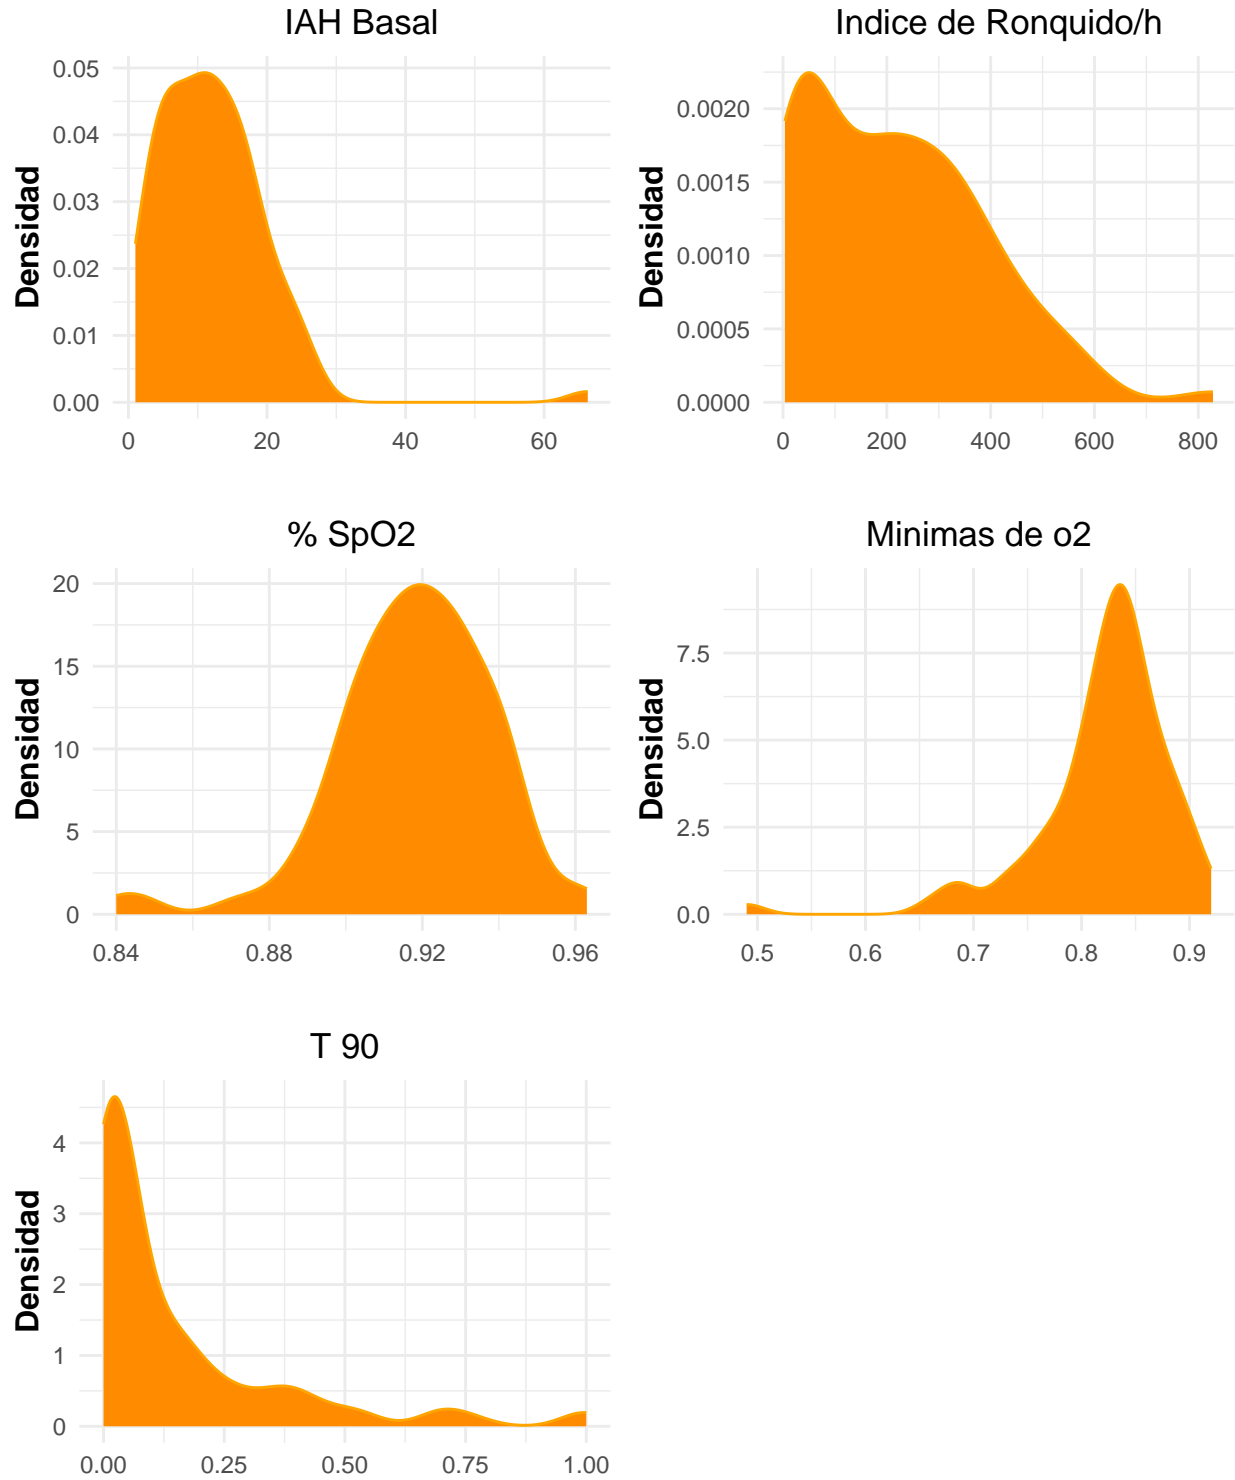 IAH Basal
Densidad
0.05
0.04
0.03
0.02
0.01
0.00
0 20 40 60
Indice de Ronquido/h
Densidad
0.0020
0.0015
0.0010
0.0005
0.0000
0 200 400 600 800
% SpO2
Densidad
20
15
10
5
0
0.84 0.88 0.92 0.96
Minimas de o2
Densidad
7.5
5.0
2.5
0.0
0.5 0.6 0.7 0.8 0.9
T 90
Densidad
4
3
2
1
0
0.00 0.25 0.50 0.75 1.00